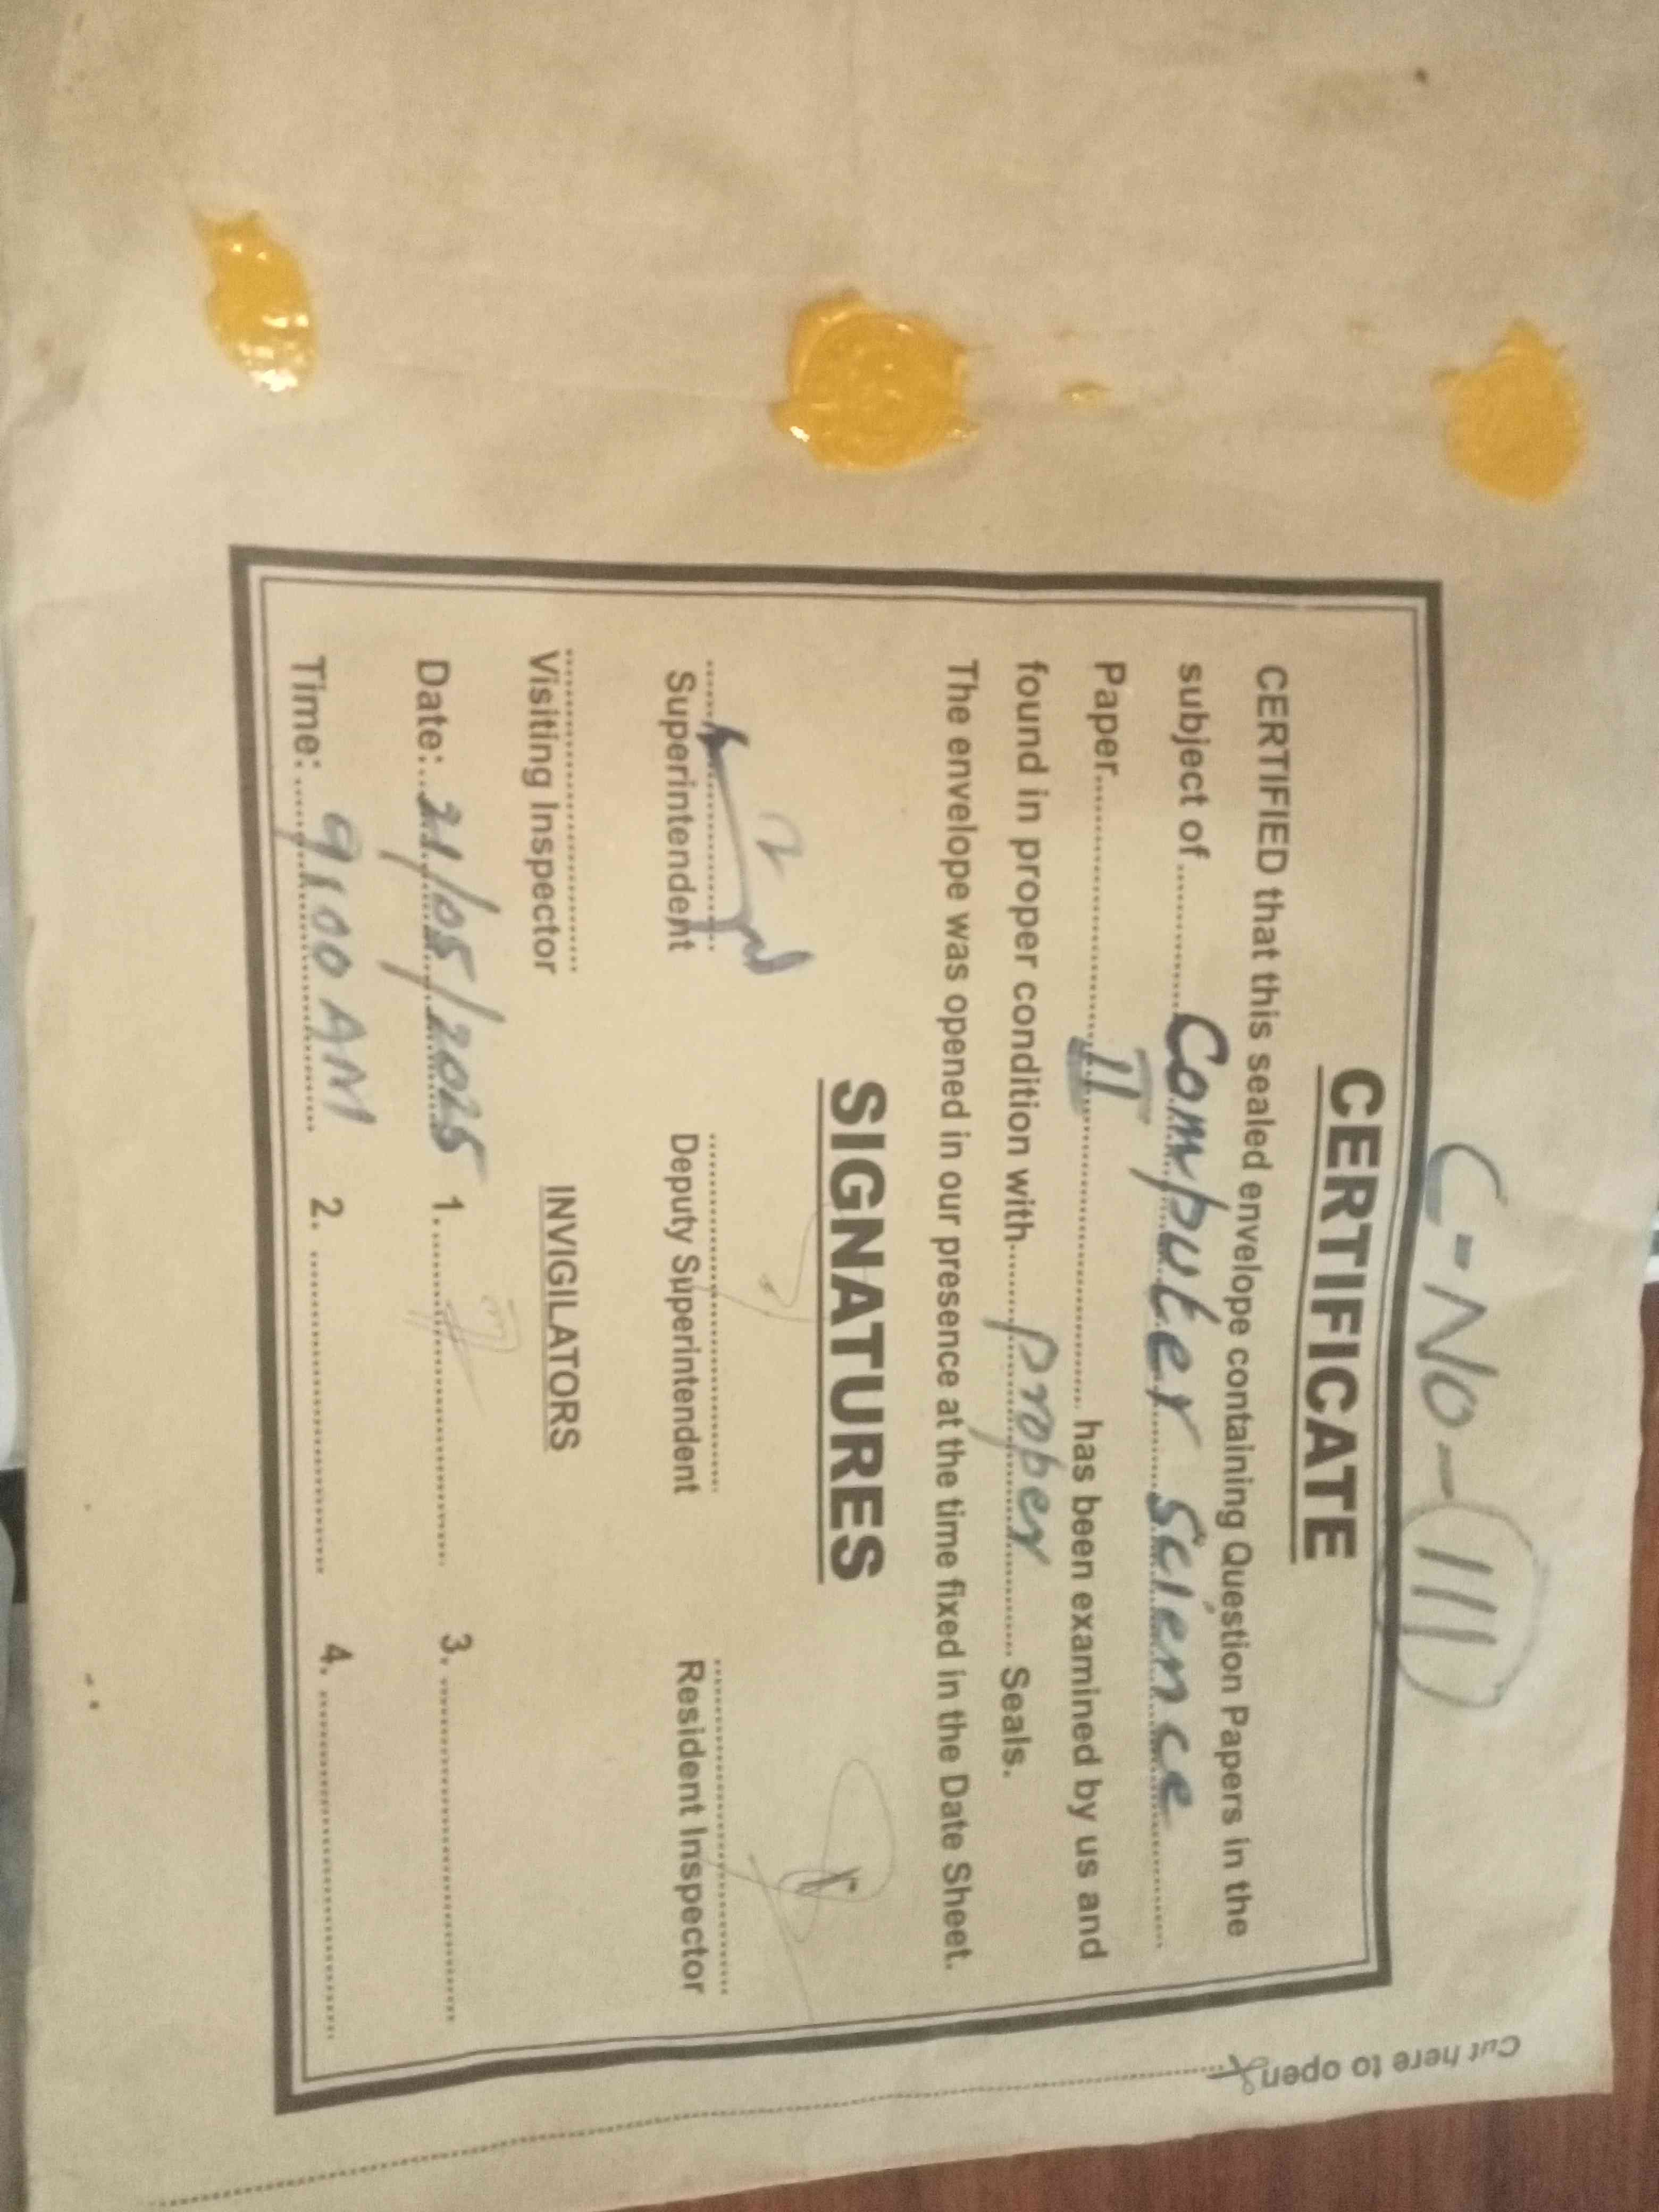 C-No-111
CERTIFICATE
CERTIFIED that this sealed envelope containing Question Papers in the
subject of ........ Computer Science ........
Paper ........ II ........ has been examined by us and
found in proper condition with ........ proper ........ Seals.
The envelope was opened in our presence at the time fixed in the Date Sheet.
SIGNATURES
Superintendent Deputy Superintendent Resident Inspector
Visiting Inspector INVIGILATORS
Date: 21/05/2025 1. ........ 3. ........
Time: 9:00 AM 2. ........ 4. ........
Cut here to open